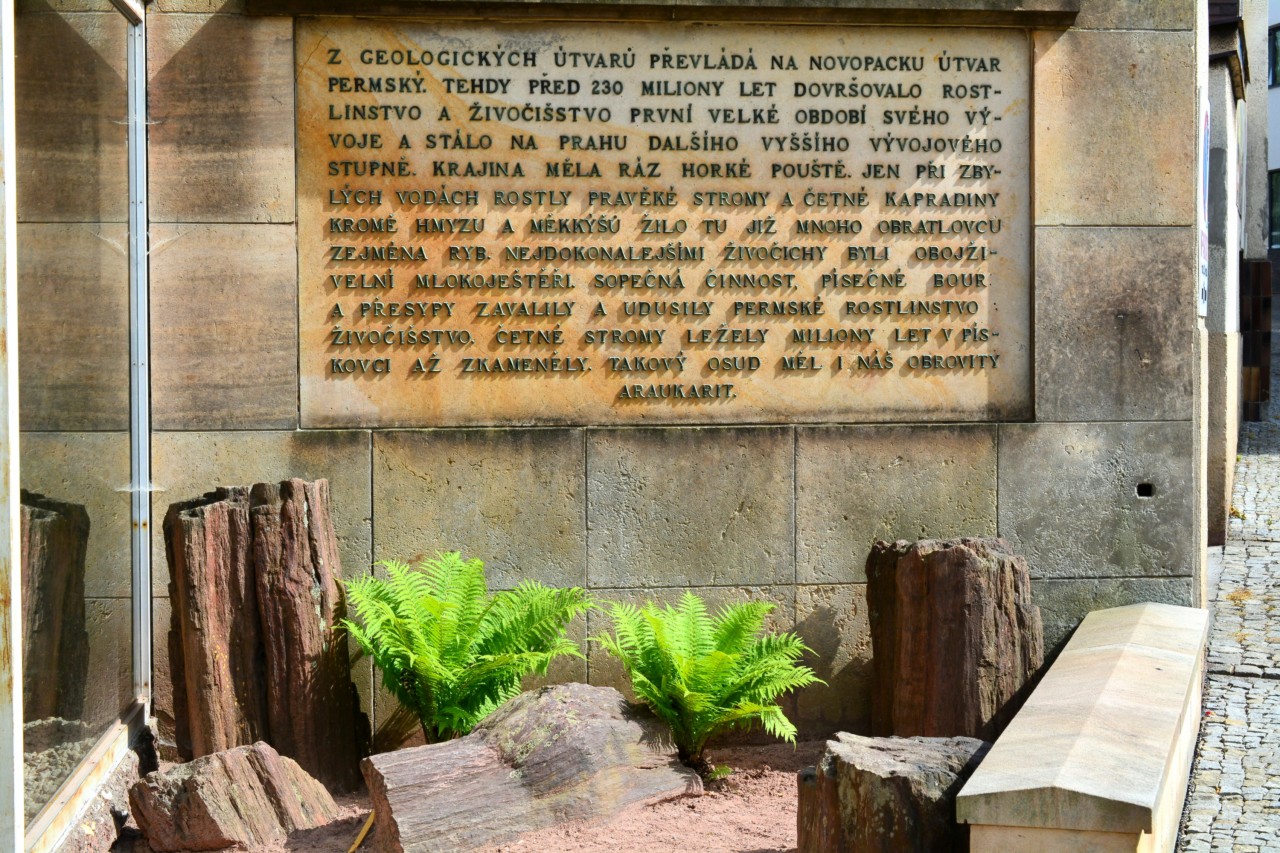 Z GEOLOGICKÝCH ÚTVARŮ PŘEVLÁDÁ NA NOVOPACKU ÚTVAR
PERMSKÝ. TEHDY PŘED 230 MILIONY LET DOVRŠOVALO ROST-
LINSTVO A ŽIVOČIŠSTVO PRVNÍ VELKÉ OBDOBÍ SVÉHO VÝ-
VOJE A STÁLO NA PRAHU DALŠÍHO VYŠŠÍHO VÝVOJOVÉHO
STUPNĚ. KRAJINA MĚLA RÁZ HORKÉ POUŠTĚ. JEN PŘI ZBY-
LÝCH VODÁCH ROSTLY PRAVĚKÉ STROMY A ČETNÉ KAPRADINY
KROMĚ HMYZU A MĚKKÝŠŮ ŽILO TU JIŽ MNOHO OBRATLOVCŮ
ZEJMÉNA RYB. NEJDOKONALEJŠÍMI ŽIVOČICHY BYLI OBOJŽI-
VELNÍ MLOKOJEŠTĚŘI. SOPEČNÁ ČINNOST, PÍSEČNÉ BOUR
A PŘESYPY ZAVALILY A UDUSILY PERMSKÉ ROSTLINSTVO
ŽIVOČIŠSTVO. ČETNÉ STROMY LEŽELY MILIONY LET V PÍS-
KOVCI AŽ ZKAMENĚLY. TAKOVÝ OSUD MĚL I NÁŠ OBROVITÝ
ARAUKARIT.